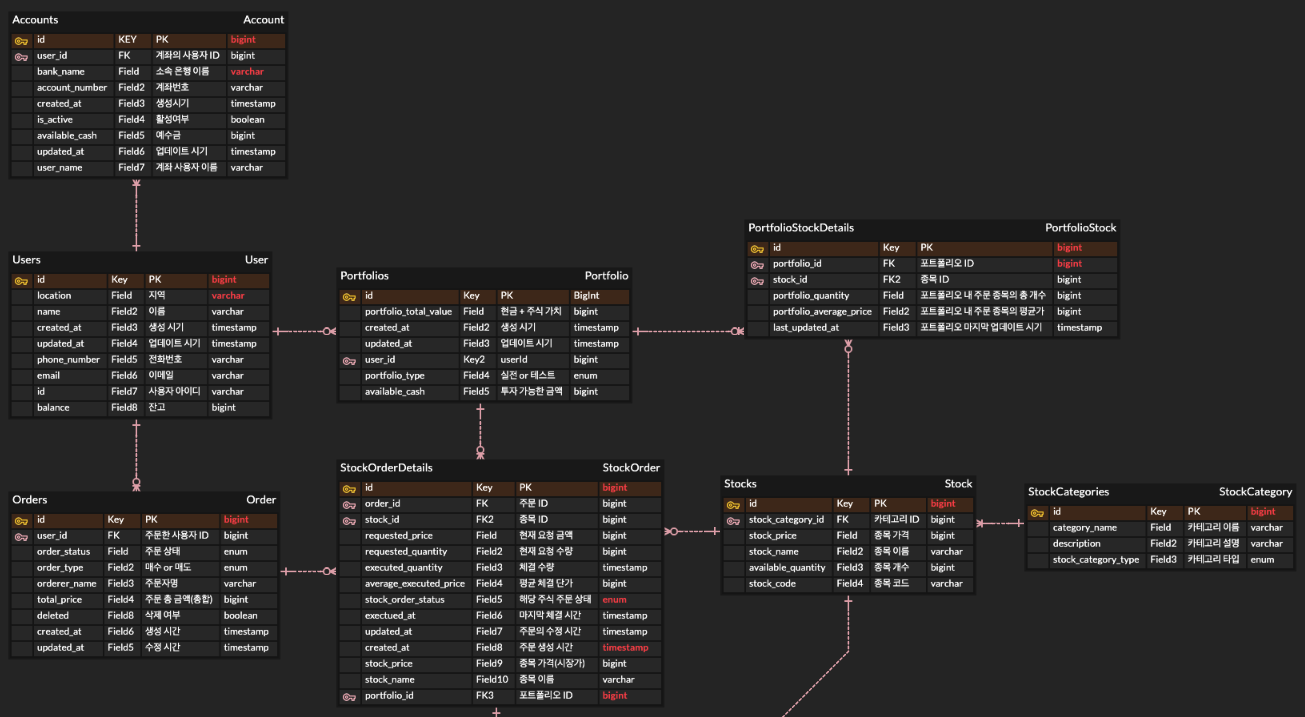 Accounts Account
id KEY PK bigint
user_id FK 계좌의 사용자 ID bigint
bank_name Field 소속 은행 이름 varchar
account_number Field2 계좌번호 varchar
created_at Field3 생성시기 timestamp
is_active Field4 활성여부 boolean
available_cash Field5 예수금 bigint
updated_at Field6 업데이트 시기 timestamp
user_name Field7 계좌 사용자 이름 varchar
Users User
id Key PK bigint
location Field 지역 varchar
name Field2 이름 varchar
created_at Field3 생성 시기 timestamp
updated_at Field4 업데이트 시기 timestamp
phone_number Field5 전화번호 varchar
email Field6 이메일 varchar
id Field7 사용자 아이디 varchar
balance Field8 잔고 bigint
Portfolios Portfolio
id Key PK BigInt
portfolio_total_value Field 현금 + 주식 가치 bigint
created_at Field2 생성 시기 timestamp
updated_at Field3 업데이트 시기 timestamp
user_id Key2 userId bigint
portfolio_type Field4 실전 or 테스트 enum
available_cash Field5 투자 가능한 금액 bigint
PortfolioStockDetails PortfolioStock
id Key PK bigint
portfolio_id FK 포트폴리오 ID bigint
stock_id FK2 종목 ID bigint
portfolio_quantity Field 포트폴리오 내 주문 종목의 총 개수 bigint
portfolio_average_price Field2 포트폴리오 내 주문 종목의 평균가 bigint
last_updated_at Field3 포트폴리오 마지막 업데이트 시기 timestamp
Orders Order
id Key PK bigint
user_id FK 주문한 사용자 ID bigint
order_status Field 주문 상태 enum
order_type Field2 매수 or 매도 enum
orderer_name Field3 주문자명 varchar
total_price Field4 주문 총 금액(총합) bigint
deleted Field8 삭제 여부 boolean
created_at Field6 생성 시간 timestamp
updated_at Field5 수정 시간 timestamp
StockOrderDetails StockOrder
id Key PK bigint
order_id FK 주문 ID bigint
stock_id FK2 종목 ID bigint
requested_price Field 현재 요청 금액 bigint
requested_quantity Field2 현재 요청 수량 bigint
executed_quantity Field3 체결 수량 timestamp
average_executed_price Field4 평균 체결 단가 bigint
stock_order_status Field5 해당 주식 주문 상태 enum
exectued_at Field6 마지막 체결 시간 timestamp
updated_at Field7 주문의 수정 시간 timestamp
created_at Field8 주문 생성 시간 timestamp
stock_price Field9 종목 가격(시장가) bigint
stock_name Field10 종목 이름 varchar
portfolio_id FK3 포트폴리오 ID bigint
Stocks Stock
id Key PK bigint
stock_category_id FK 카테고리 ID bigint
stock_price Field 종목 가격 bigint
stock_name Field2 종목 이름 varchar
available_quantity Field3 종목 개수 bigint
stock_code Field4 종목 코드 varchar
StockCategories StockCategory
id Key PK bigint
category_name Field 카테고리 이름 varchar
description Field2 카테고리 설명 varchar
stock_category_type Field3 카테고리 타입 enum